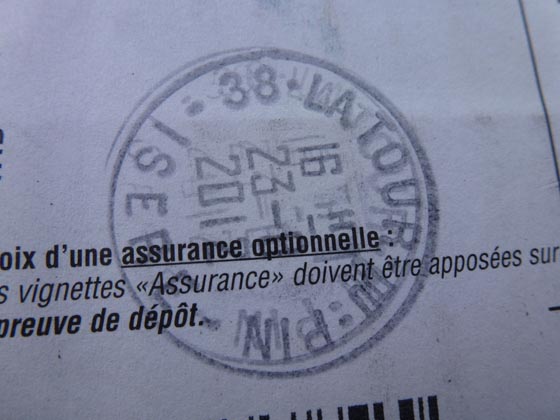 38 - LA TOUR DU PIN - ISERE
16 H
23 -
201
oix d'une assurance optionnelle :
s vignettes «Assurance» doivent être apposées sur
preuve de dépôt.